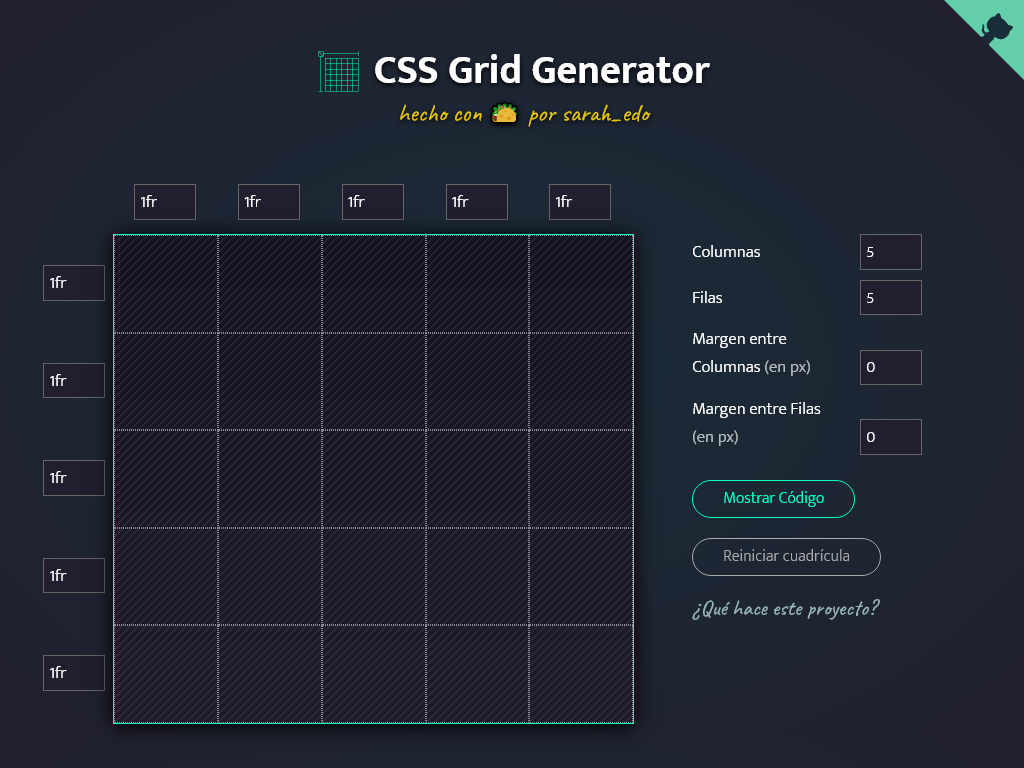 CSS Grid Generator
hecho con 🌮 por sarah_edo
1fr 1fr 1fr 1fr 1fr
1fr
1fr
1fr
1fr
1fr
Columnas 5
Filas 5
Margen entre
Columnas (en px) 0
Margen entre Filas
(en px) 0
Mostrar Código
Reiniciar cuadrícula
¿Qué hace este proyecto?